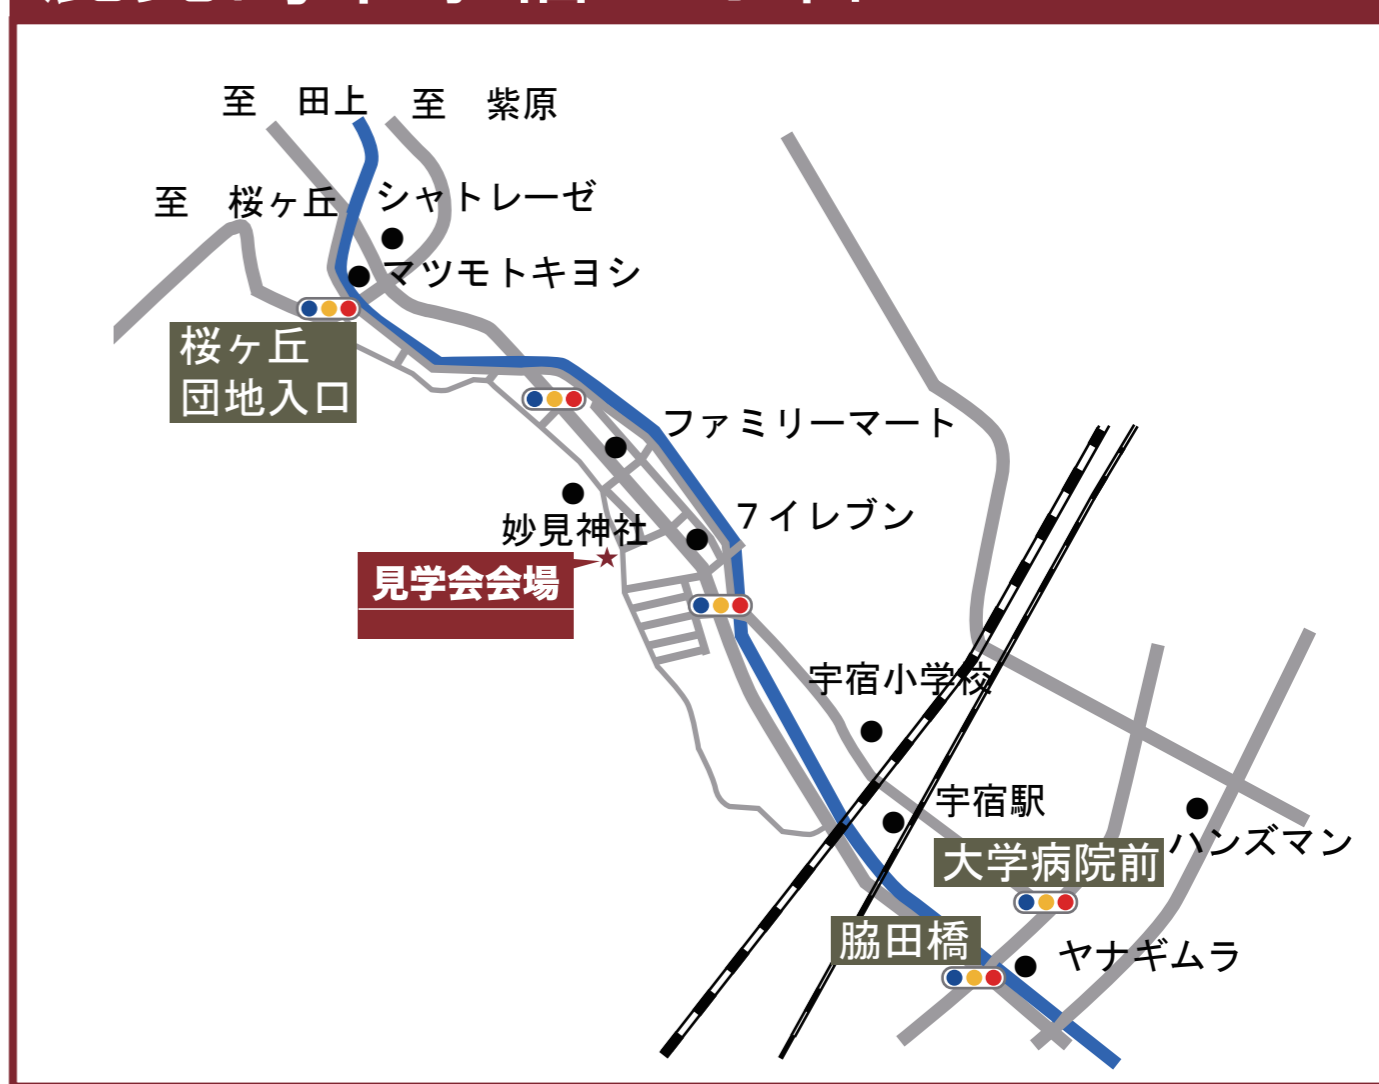 至　田上
至　紫原
至　桜ヶ丘
シャトレーゼ
マツモトキヨシ
桜ヶ丘
団地入口
ファミリーマート
７イレブン
妙見神社
見学会会場
宇宿小学校
宇宿駅
大学病院前
ハンズマン
脇田橋
ヤナギムラ